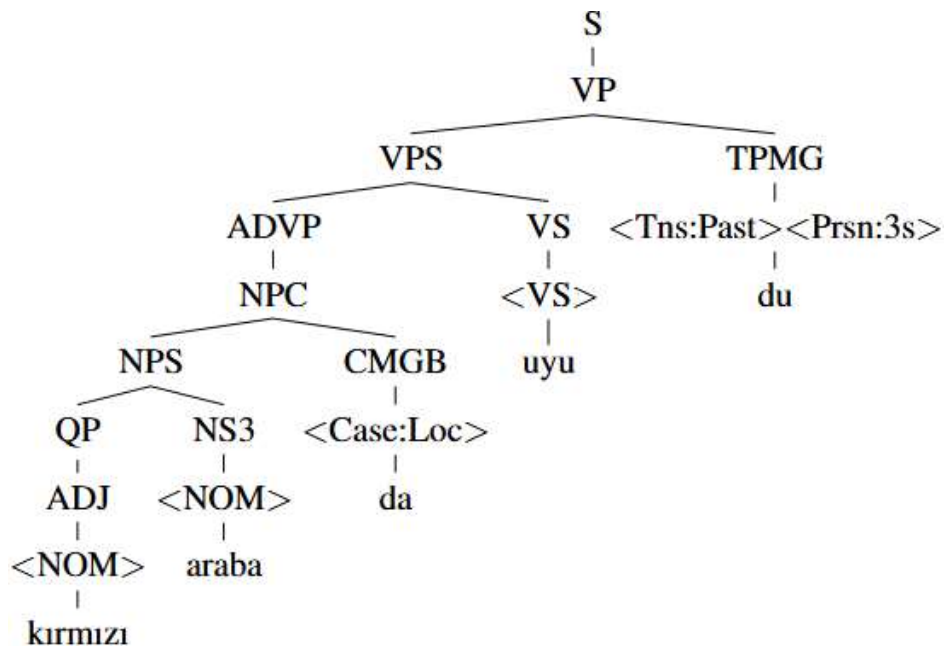 S
VP
VPS TPMG
ADVP VS <Tns:Past><Prsn:3s>
NPC <VS> du
NPS CMGB uyu
QP NS3 <Case:Loc>
ADJ <NOM> da
<NOM> araba
kırmızı